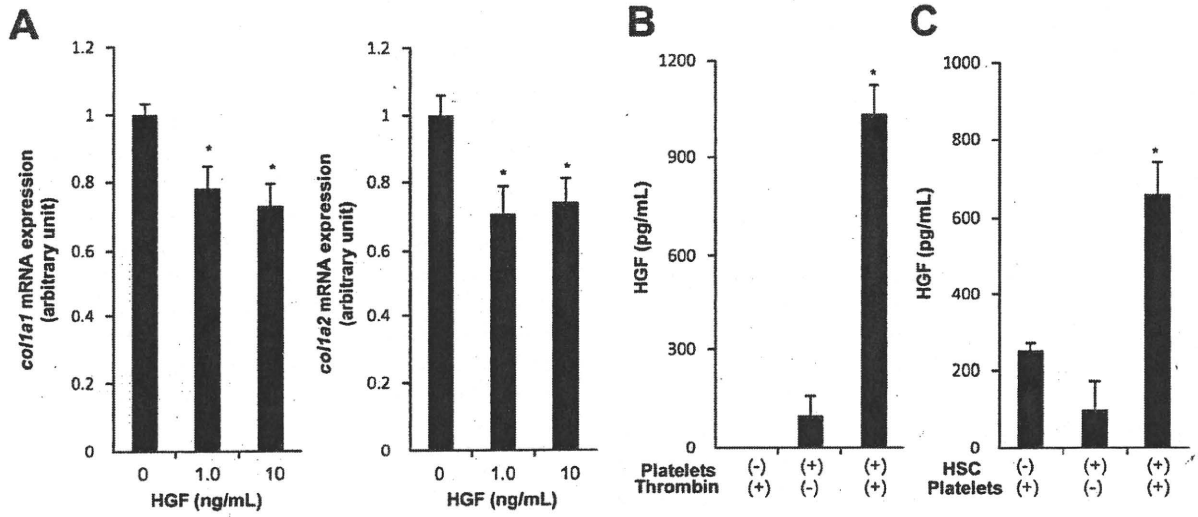 A
1.2
1
0.8
0.6
0.4
0.2
0
col1a1 mRNA expression
(arbitrary unit)
*
*
0 1.0 10
HGF (ng/mL)
1.2
1
0.8
0.6
0.4
0.2
0
col1a2 mRNA expression
(arbitrary unit)
*
*
0 1.0 10
HGF (ng/mL)
B
1200
900
600
300
0
HGF (pg/mL)
*
Platelets (-) (+) (+)
Thrombin (+) (-) (+)
C
1000
800
600
400
200
0
HGF (pg/mL)
*
HSC (-) (+) (+)
Platelets (+) (-) (+)